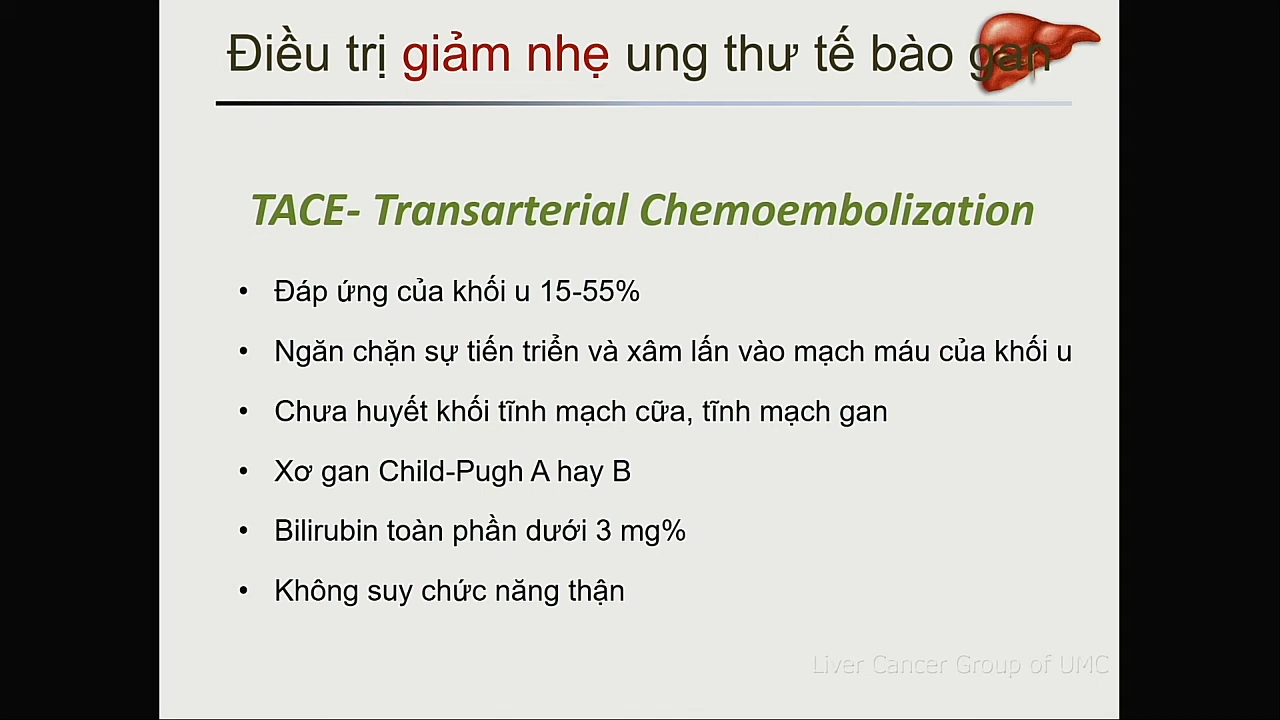 Điều trị giảm nhẹ ung thư tế bào gan
TACE- Transarterial Chemoembolization
• Đáp ứng của khối u 15-55%
• Ngăn chặn sự tiến triển và xâm lấn vào mạch máu của khối u
• Chưa huyết khối tĩnh mạch cữa, tĩnh mạch gan
• Xơ gan Child-Pugh A hay B
• Bilirubin toàn phần dưới 3 mg%
• Không suy chức năng thận
Liver Cancer Group of UMC